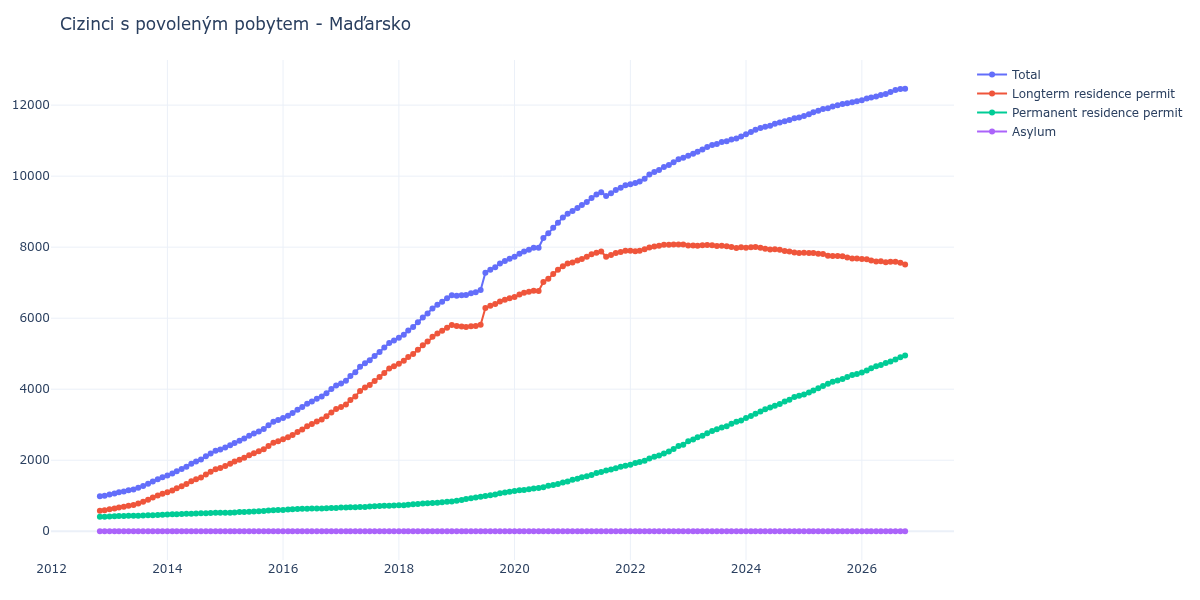 Cizinci s povoleným pobytem - Maďarsko
Total
Longterm residence permit
Permanent residence permit
Asylum
12000
10000
8000
6000
4000
2000
0
2012 2014 2016 2018 2020 2022 2024 2026